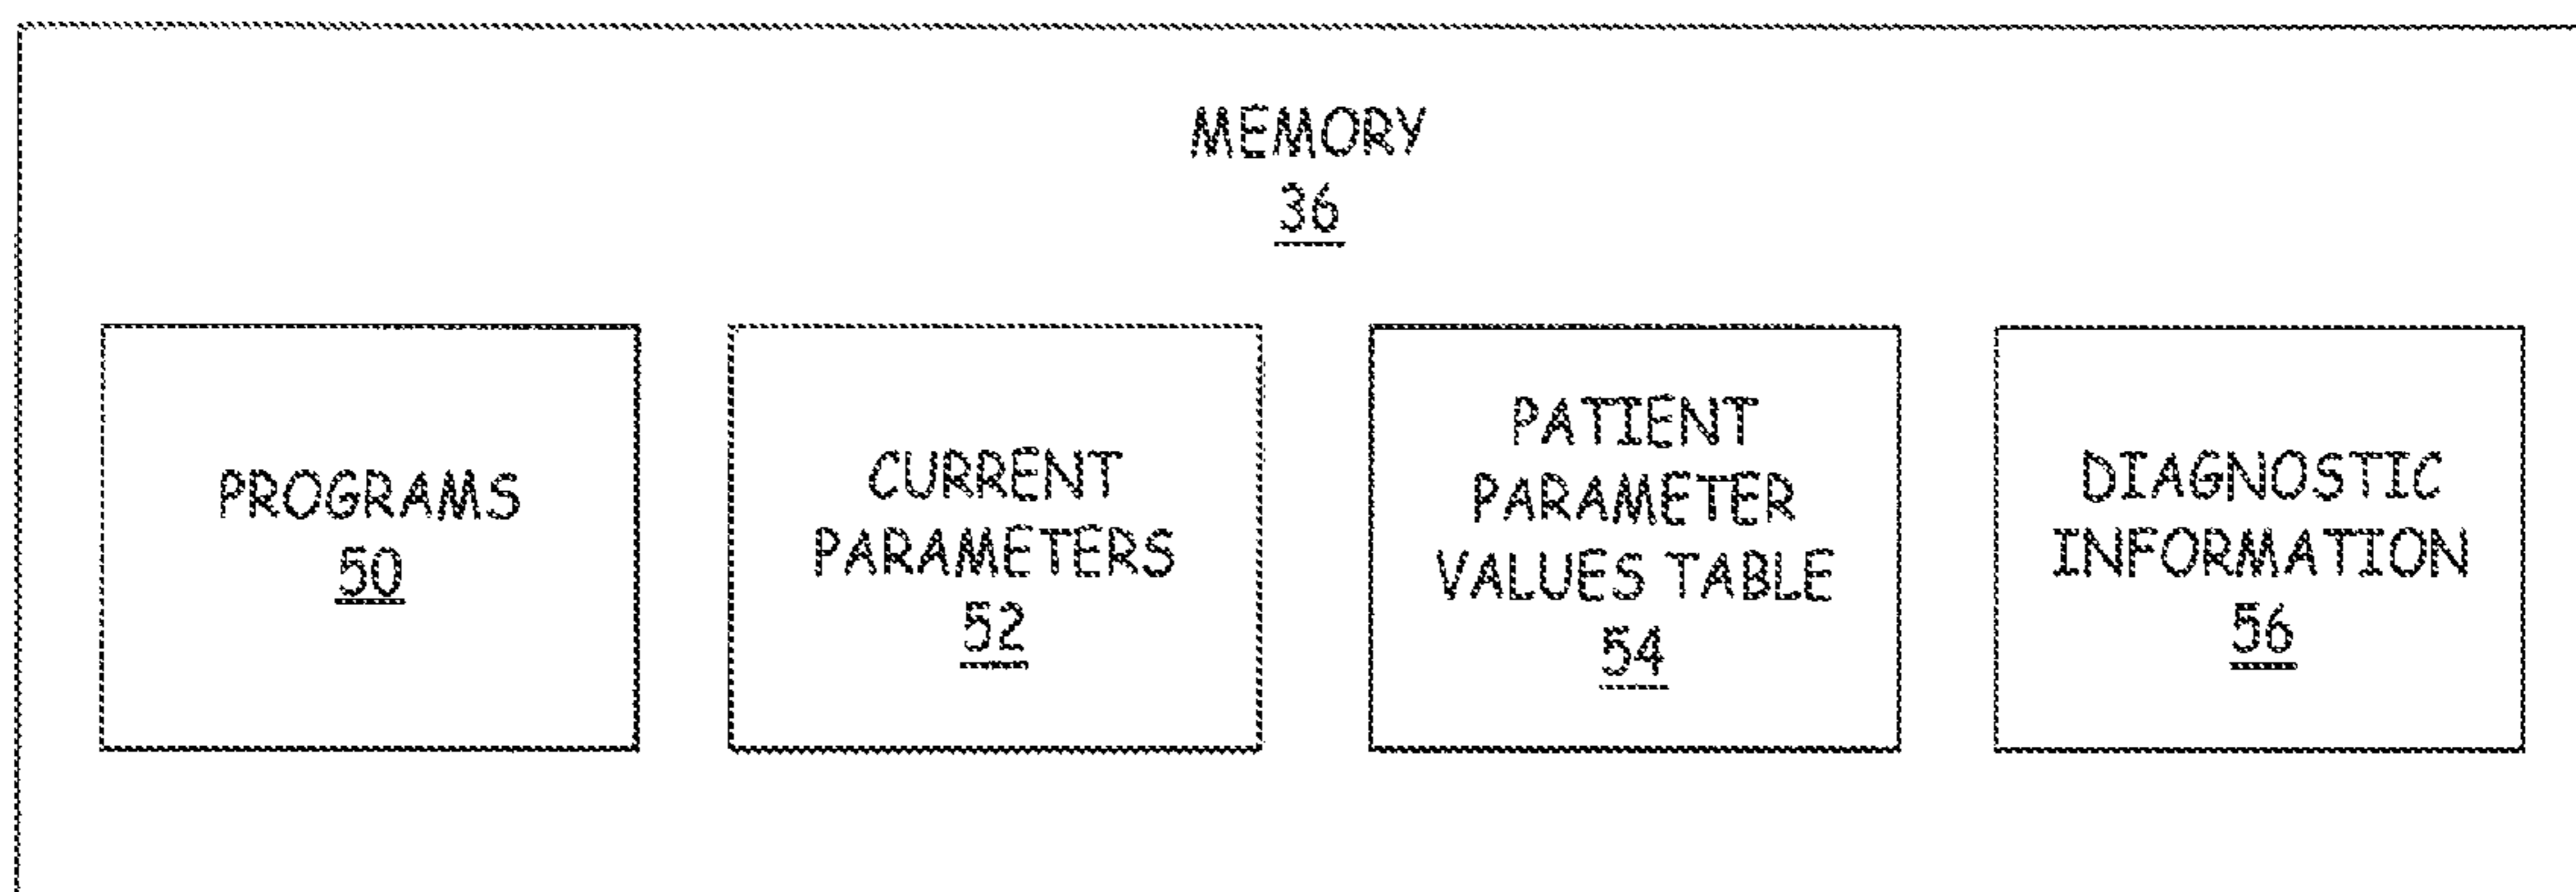 MEMORY
36
PROGRAMS
50
CURRENT
PARAMETERS
52
PATIENT
PARAMETER
VALUES TABLE
54
DIAGNOSTIC
INFORMATION
56